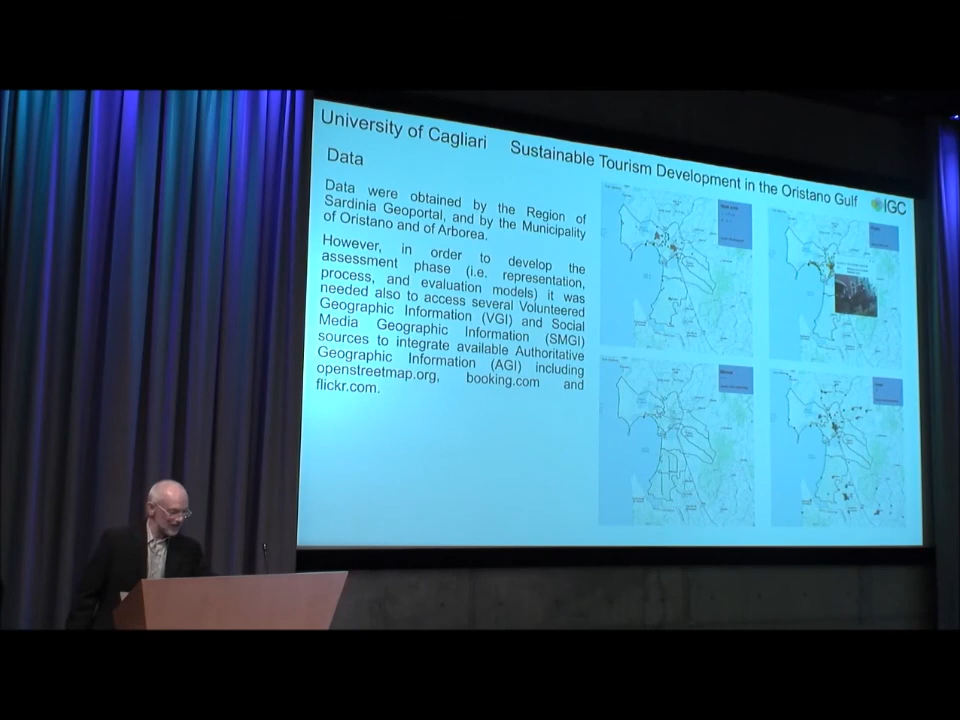 University of Cagliari
Sustainable Tourism Development in the Oristano Gulf
IGC
Data
Data were obtained by the Region of
Sardinia Geoportal, and by the Municipality
of Oristano and of Arborea.
However, in order to develop the
assessment phase (i.e. representation,
process, and evaluation models) it was
needed also to access several Volunteered
Geographic Information (VGI) and Social
Media Geographic Information (SMGI)
sources to integrate available Authoritative
Geographic Information (AGI) including
openstreetmap.org, booking.com and
flickr.com.